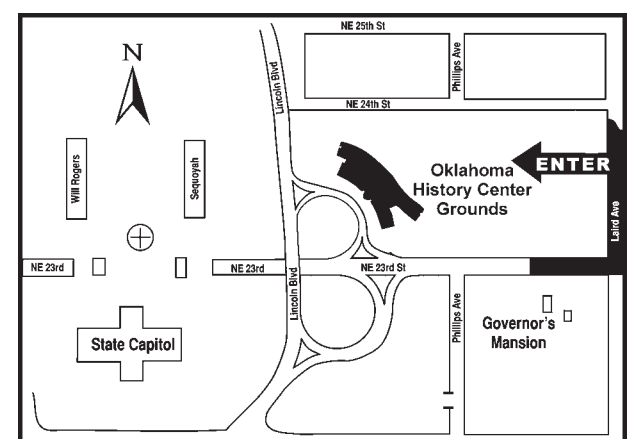 NE 25th St
N
Lincoln Blvd
Phillips Ave
NE 24th St
Will Rogers
Sequoyah
ENTER
Oklahoma
History Center
Grounds
Laird Ave
NE 23rd
NE 23rd
NE 23rd St
Lincoln Blvd
Phillips Ave
State Capitol
Governor's
Mansion